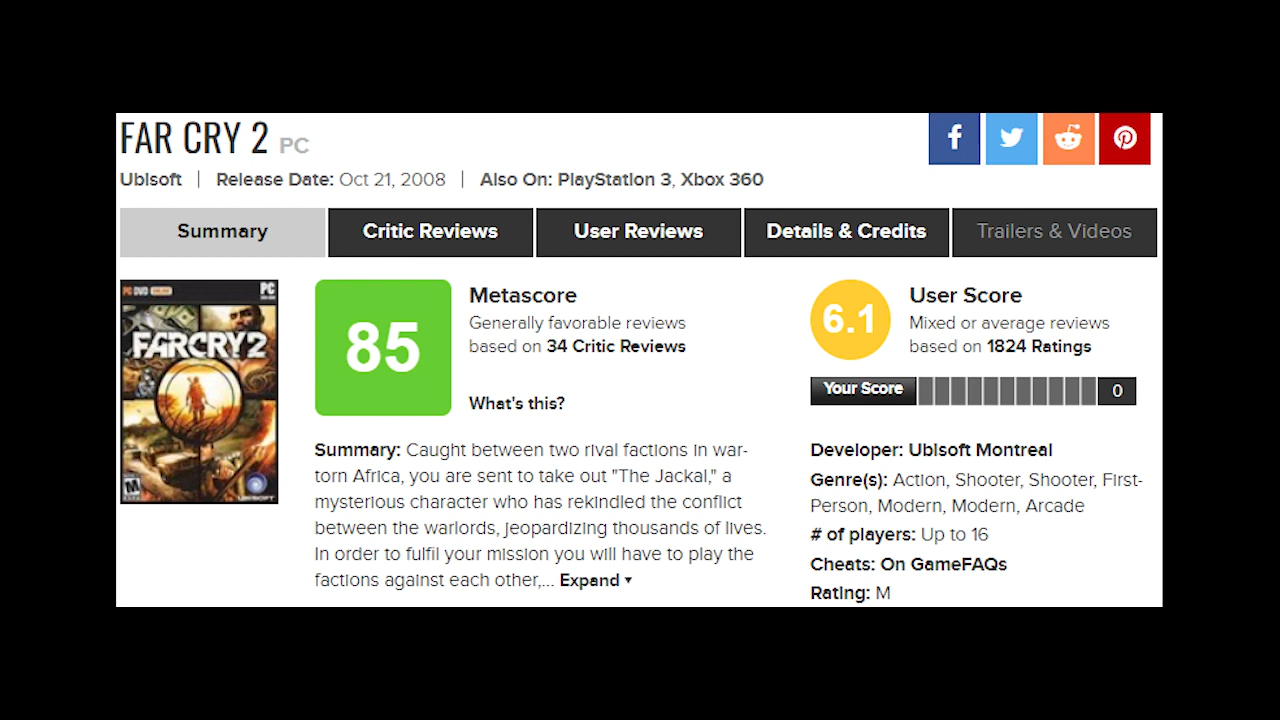 FAR CRY 2 PC
Ubisoft | Release Date: Oct 21, 2008 | Also On: PlayStation 3, Xbox 360
Summary
Critic Reviews
User Reviews
Details & Credits
Trailers & Videos
PC
FARCRY2
M
UBISOFT
85
Metascore
Generally favorable reviews
based on 34 Critic Reviews
What's this?
Summary: Caught between two rival factions in war-
torn Africa, you are sent to take out "The Jackal," a
mysterious character who has rekindled the conflict
between the warlords, jeopardizing thousands of lives.
In order to fulfil your mission you will have to play the
factions against each other,... Expand
6.1
User Score
Mixed or average reviews
based on 1824 Ratings
Your Score
0
Developer: Ubisoft Montreal
Genre(s): Action, Shooter, Shooter, First-
Person, Modern, Modern, Arcade
# of players: Up to 16
Cheats: On GameFAQs
Rating: M